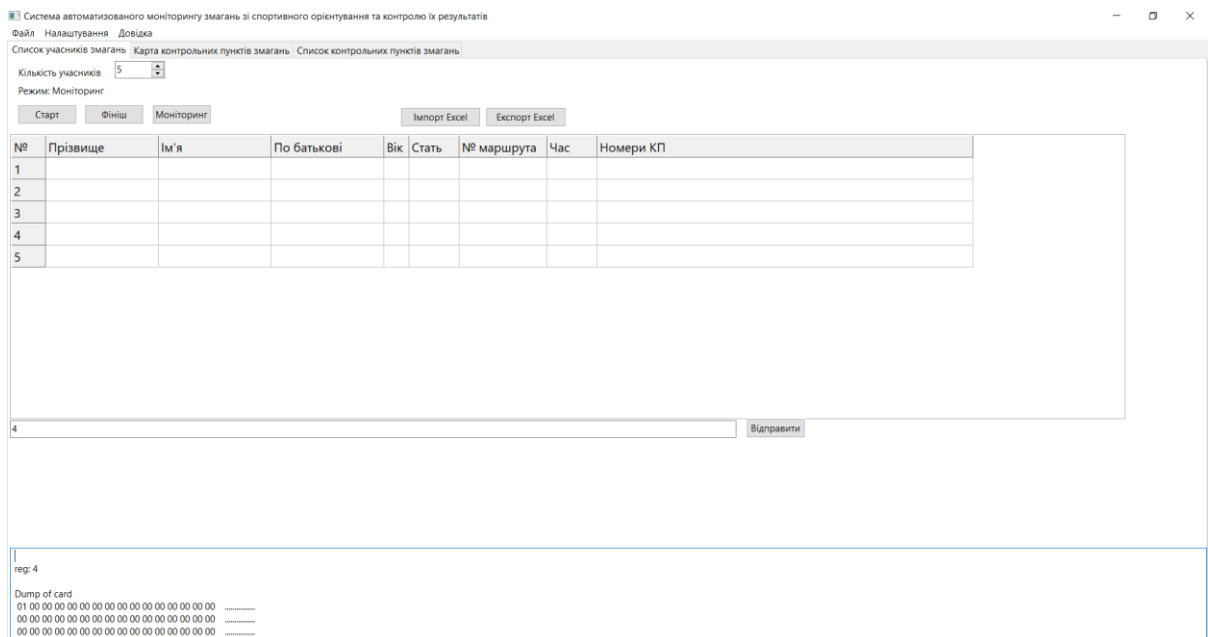 Система автоматизованого моніторингу змагань зі спортивного орієнтування та контролю їх результатів
Файл Налаштування Довідка
Список учасників змагань Карта контрольних пунктів змагань Список контрольних пунктів змагань
Кількість учасників 5
Режим: Моніторинг
Старт Фініш Моніторинг Імпорт Excel Експорт Excel
№ Прізвище Ім'я По батькові Вік Стать № маршрута Час Номери КП
1
2
3
4
5
4 Відправити
reg: 4
Dump of card
01 00 00 00 00 00 00 00 00 00 00 00 00 00 00 00 ................
00 00 00 00 00 00 00 00 00 00 00 00 00 00 00 00 ................
00 00 00 00 00 00 00 00 00 00 00 00 00 00 00 00 ................